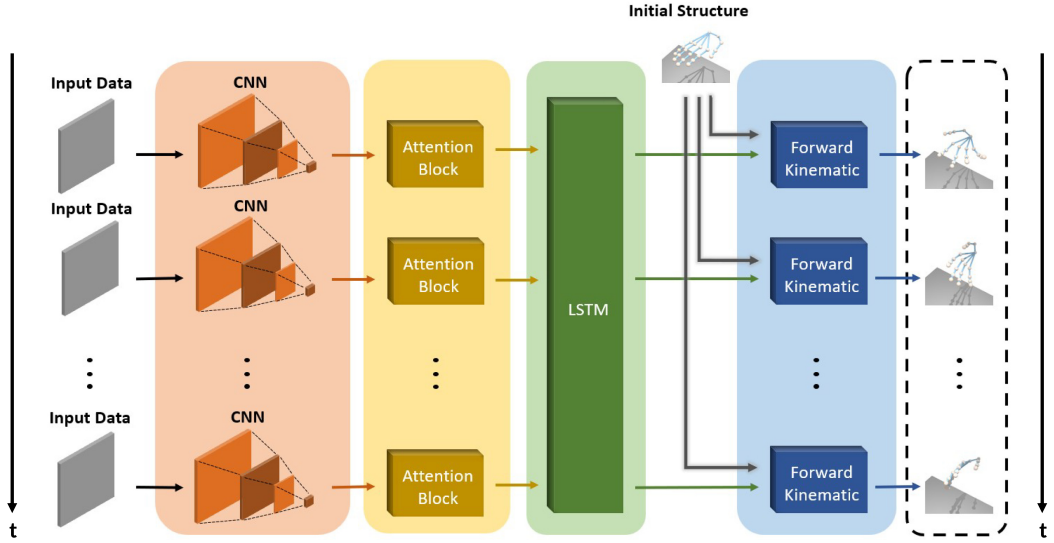 Initial Structure
Input Data
CNN
Attention
Block
Forward
Kinematic
Input Data
CNN
Attention
Block
Forward
Kinematic
LSTM
Input Data
CNN
Attention
Block
Forward
Kinematic
t
t